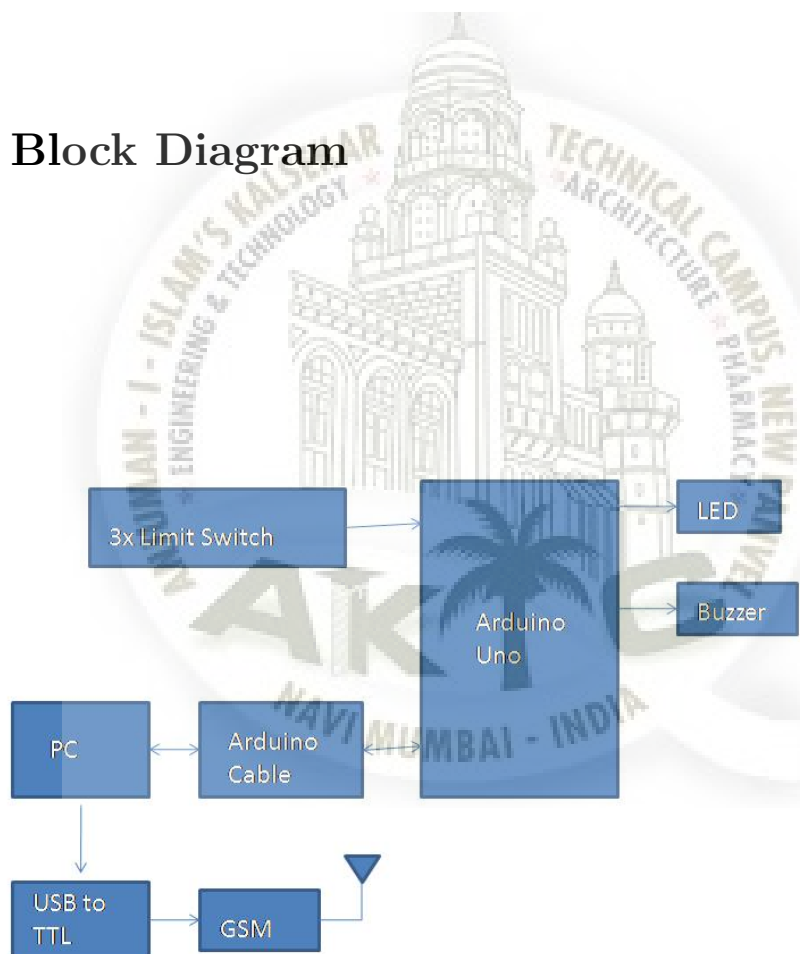 Block Diagram
ANJUMAN - I - ISLAM'S KALSEKAR TECHNICAL CAMPUS, NEW PANVEL
ENGINEERING & TECHNOLOGY * *ARCHITECTURE * PHARMACY*
3x Limit Switch
Arduino
Uno
LED
Buzzer
AKTC
NAVI MUMBAI - INDIA
PC
Arduino
Cable
USB to
TTL
GSM